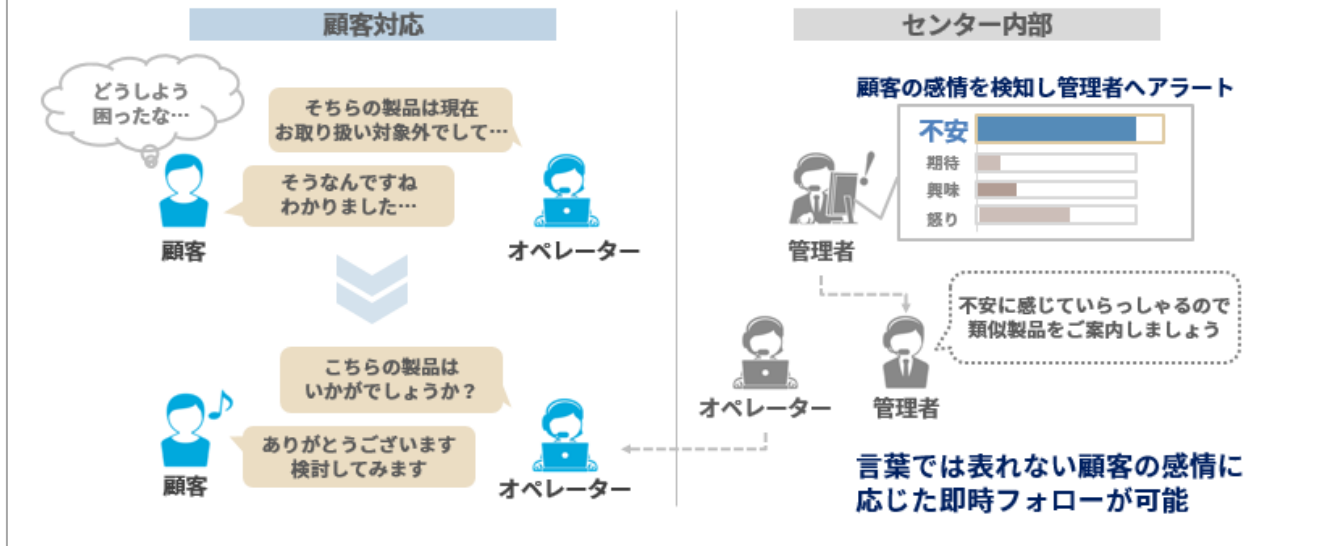 顧客対応
どうしよう
困ったな…
そちらの製品は現在
お取り扱い対象外でして…
そうなんですね
わかりました…
顧客
オペレーター
こちらの製品は
いかがでしょうか？
ありがとうございます
検討してみます
顧客
オペレーター
センター内部
顧客の感情を検知し管理者へアラート
不安
期待
興味
怒り
管理者
不安に感じていらっしゃるので
類似製品をご案内しましょう
オペレーター
管理者
言葉では表れない顧客の感情に
応じた即時フォローが可能